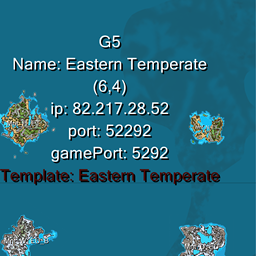 G5
Name: Eastern Temperate
(6,4)
ip: 82.217.28.52
port: 52292
gamePort: 5292
Template: Eastern Temperate